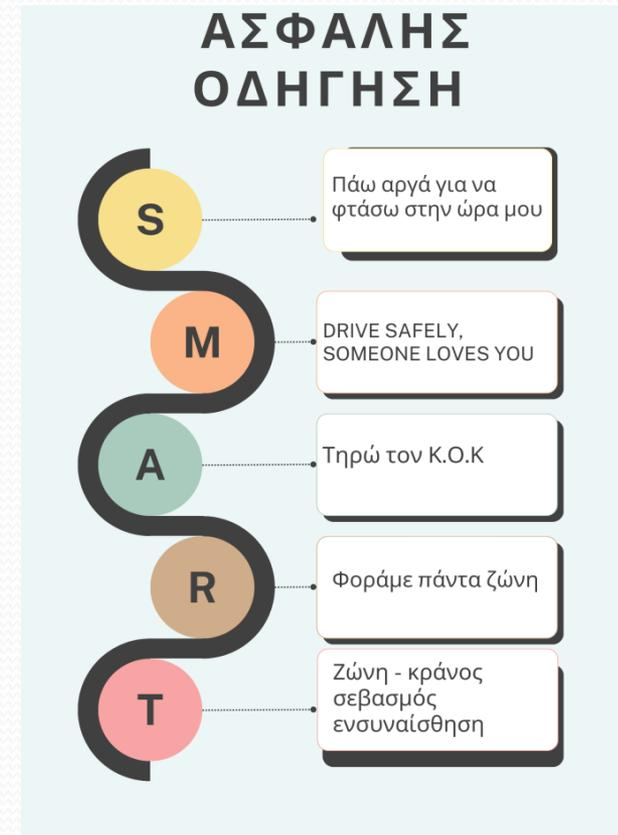 ΑΣΦΑΛΗΣ
ΟΔΗΓΗΣΗ
S
Πάω αργά για να
φτάσω στην ώρα μου
M
DRIVE SAFELY,
SOMEONE LOVES YOU
A
Τηρώ τον Κ.Ο.Κ
R
Φοράμε πάντα ζώνη
T
Ζώνη - κράνος
σεβασμός
ενσυναίσθηση